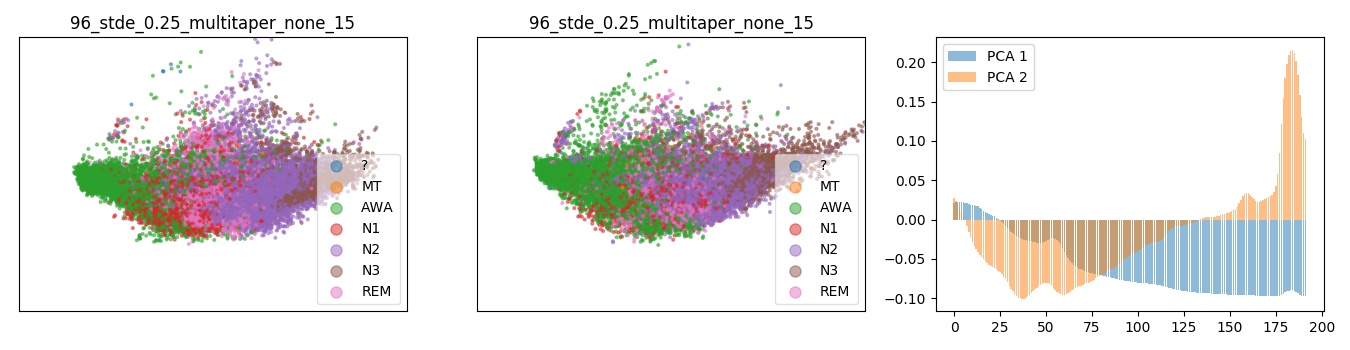 96_stde_0.25_multitaper_none_15
?
MT
AWA
N1
N2
N3
REM
96_stde_0.25_multitaper_none_15
?
MT
AWA
N1
N2
N3
REM
PCA 1
PCA 2
0.20
0.15
0.10
0.05
0.00
−0.05
−0.10
0 25 50 75 100 125 150 175 200